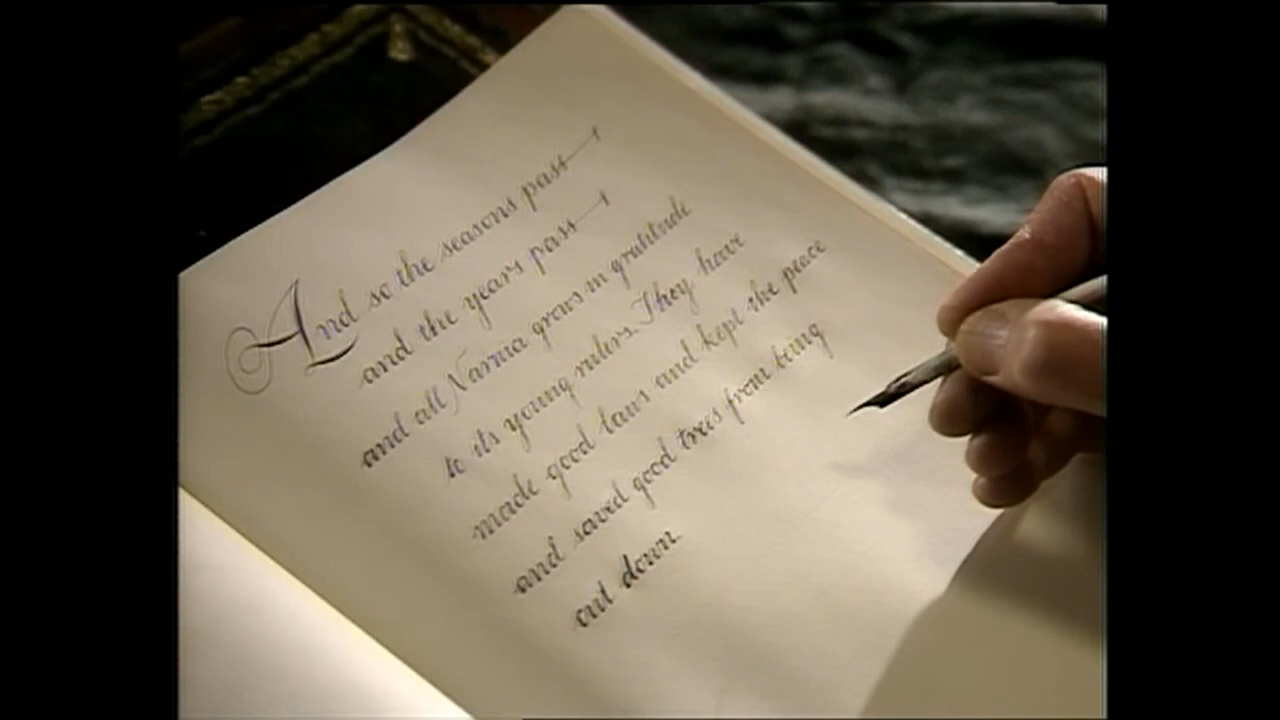 And so the seasons pass
and the years pass
and all Narnia grows in gratitude
to its young rulers. They have
made good laws and kept the peace
and saved good trees from being
cut down.